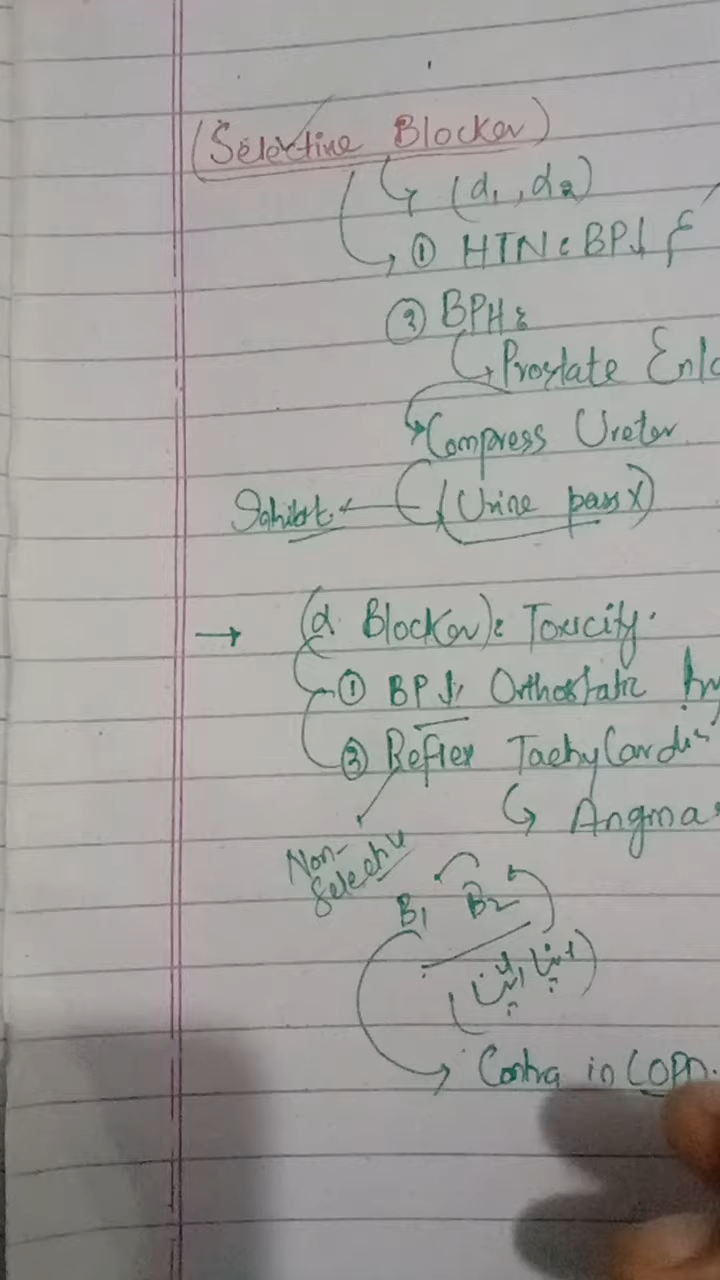 (Selective Blocker)
(α₁, α₂)
① HTN: BP↓
② BPH:
Prostate Enla
Compress Ureter
Inhibit. (Urine pass X)
→ (α Blocker): Toxicity.
① BP↓, Orthostatic
② Reflex Tachycardia
Angina
Non-
Selective
B₁ B₂
Contra in COPD.